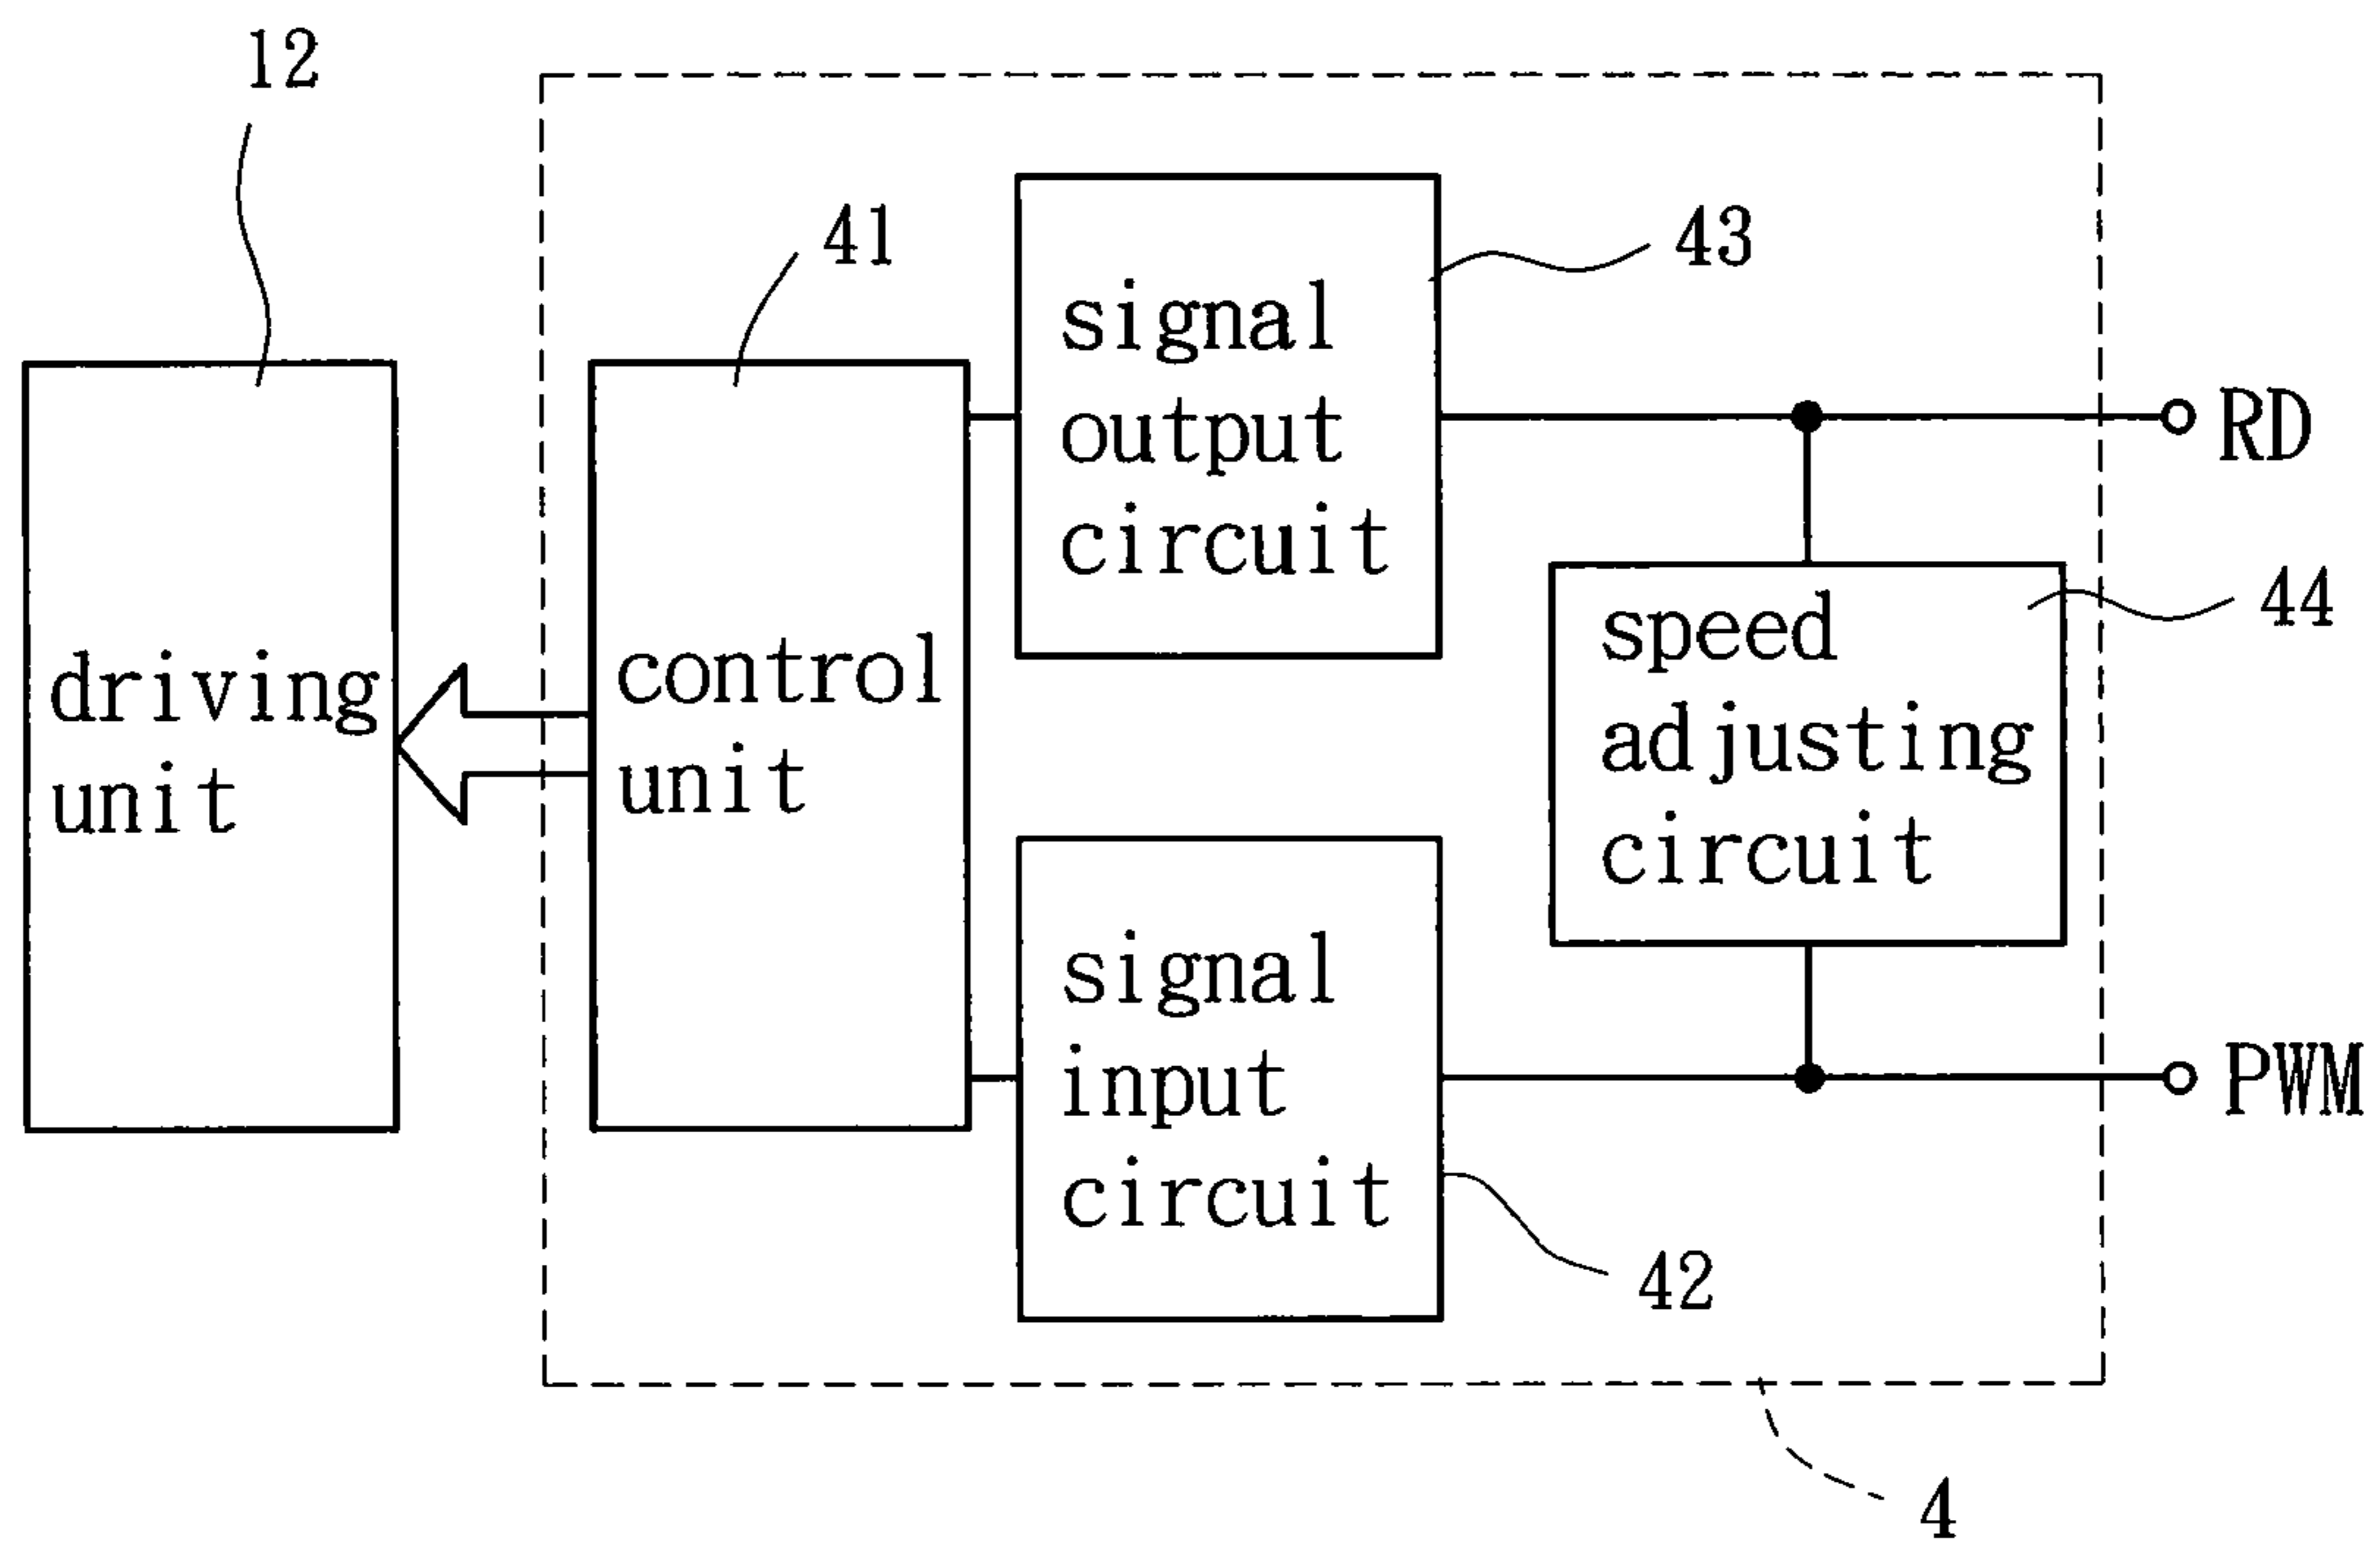 12
41
43
signal
output
circuit
RD
44
speed
adjusting
circuit
driving
unit
control
unit
signal
input
circuit
PWM
42
4